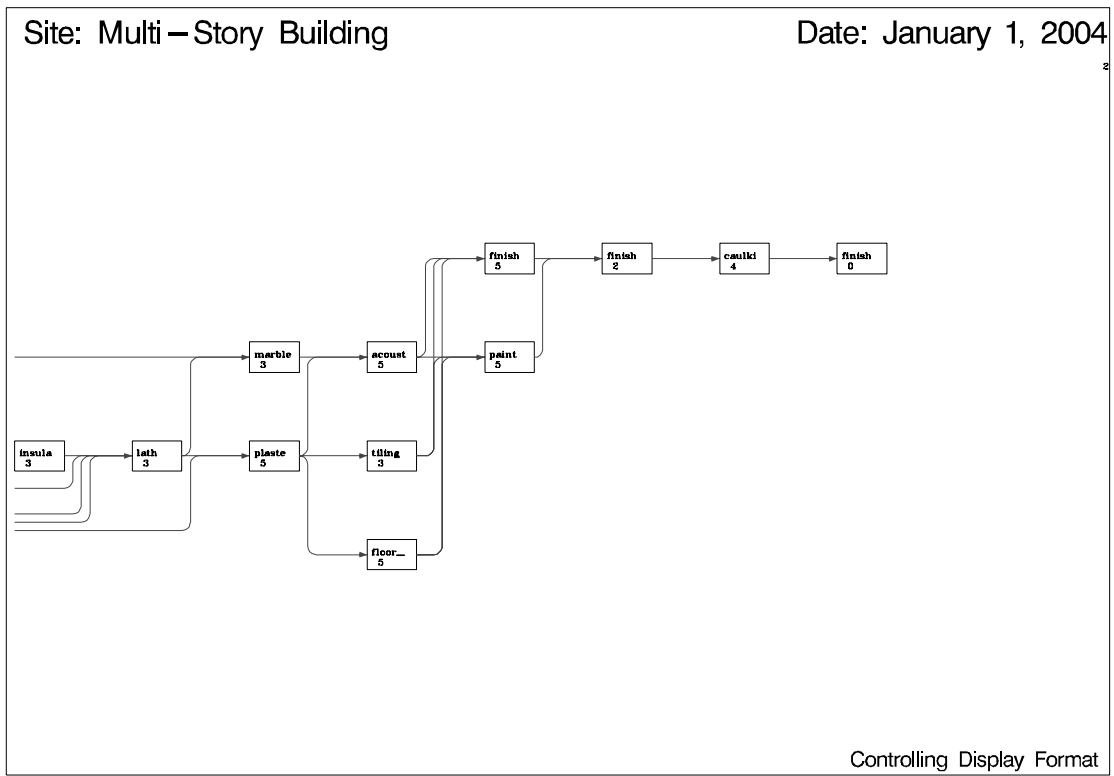 Site: Multi-Story Building
Date: January 1, 2004
2
finish
5
finish
2
caulki
4
finish
0
marble
3
acoust
5
paint
5
insula
3
lath
3
plaste
5
tiling
3
floor_
5
Controlling Display Format